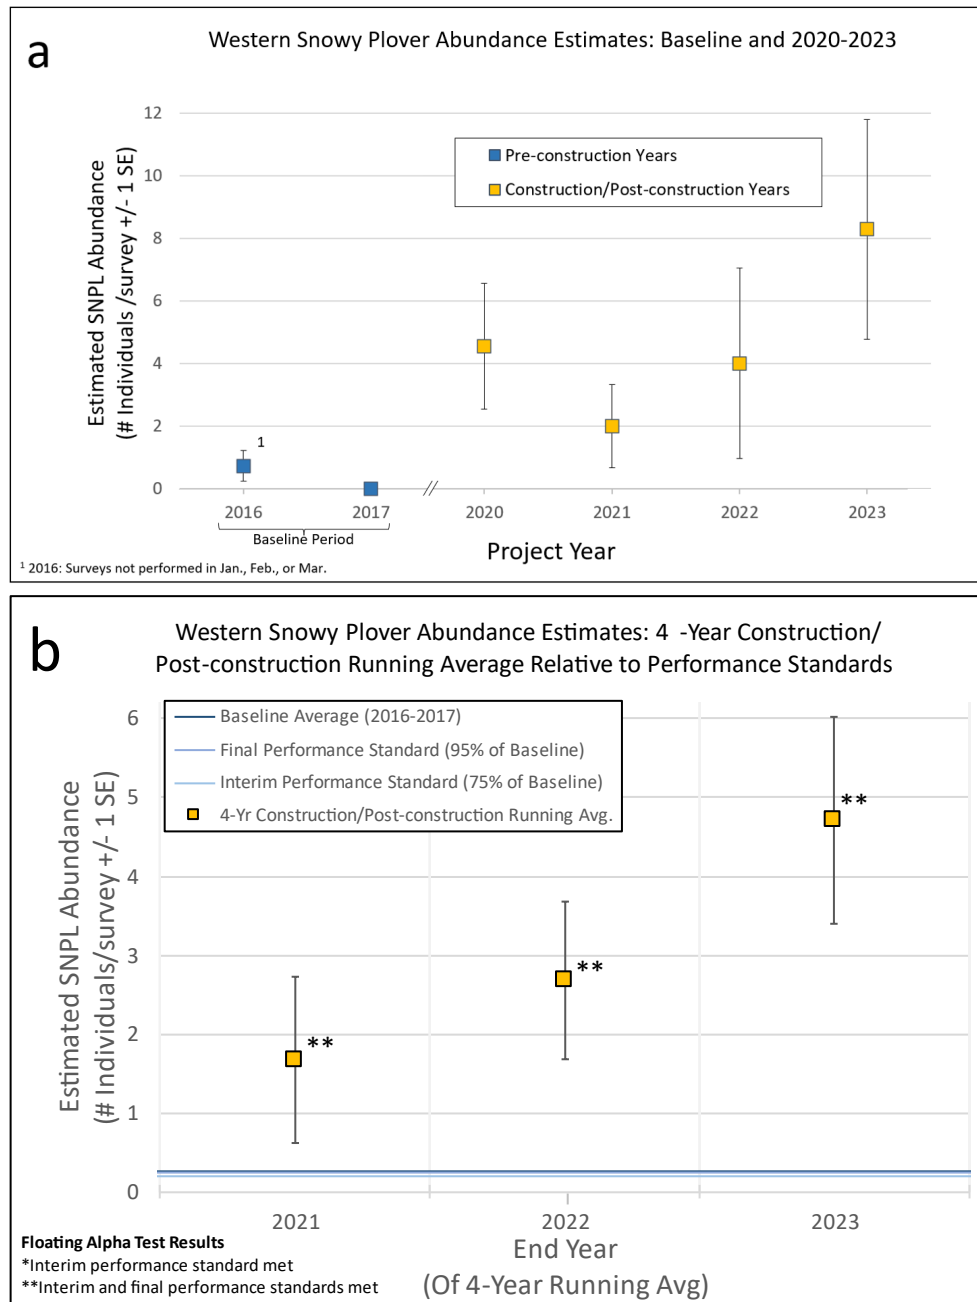 a
Western Snowy Plover Abundance Estimates: Baseline and 2020-2023
Estimated SNPL Abundance
(# Individuals /survey +/- 1 SE)
12
10
8
6
4
2
0
Pre-construction Years
Construction/Post-construction Years
1
2016
2017
2020
2021
2022
2023
Baseline Period
Project Year
1 2016: Surveys not performed in Jan., Feb., or Mar.
b
Western Snowy Plover Abundance Estimates: 4 -Year Construction/
Post-construction Running Average Relative to Performance Standards
Estimated SNPL Abundance
(# Individuals/survey +/- 1 SE)
6
5
4
3
2
1
0
Baseline Average (2016-2017)
Final Performance Standard (95% of Baseline)
Interim Performance Standard (75% of Baseline)
4-Yr Construction/Post-construction Running Avg.
**
**
**
2021
2022
2023
End Year
(Of 4-Year Running Avg)
Floating Alpha Test Results
*Interim performance standard met
**Interim and final performance standards met